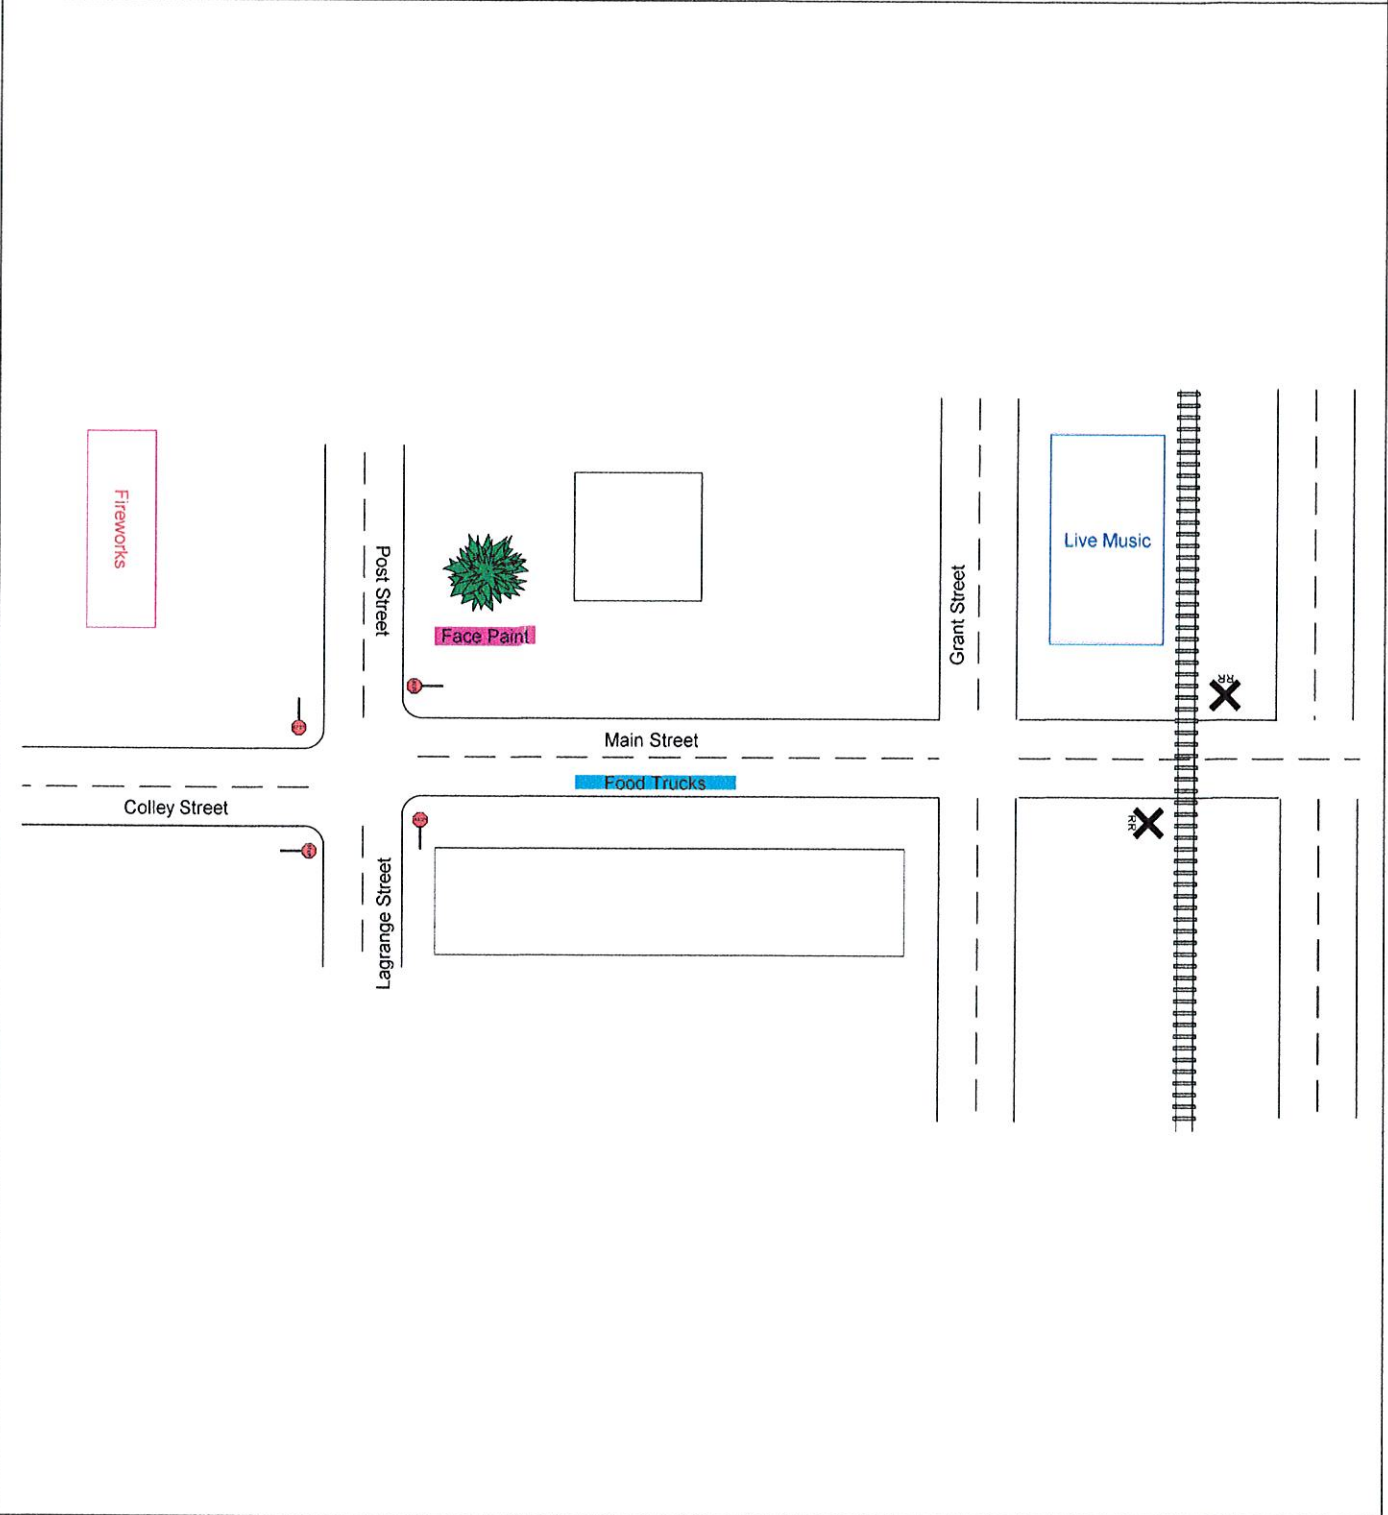 Fireworks
Post Street
Face Paint
Grant Street
Live Music
RR
Main Street
Food Trucks
Colley Street
RR
Lagrange Street